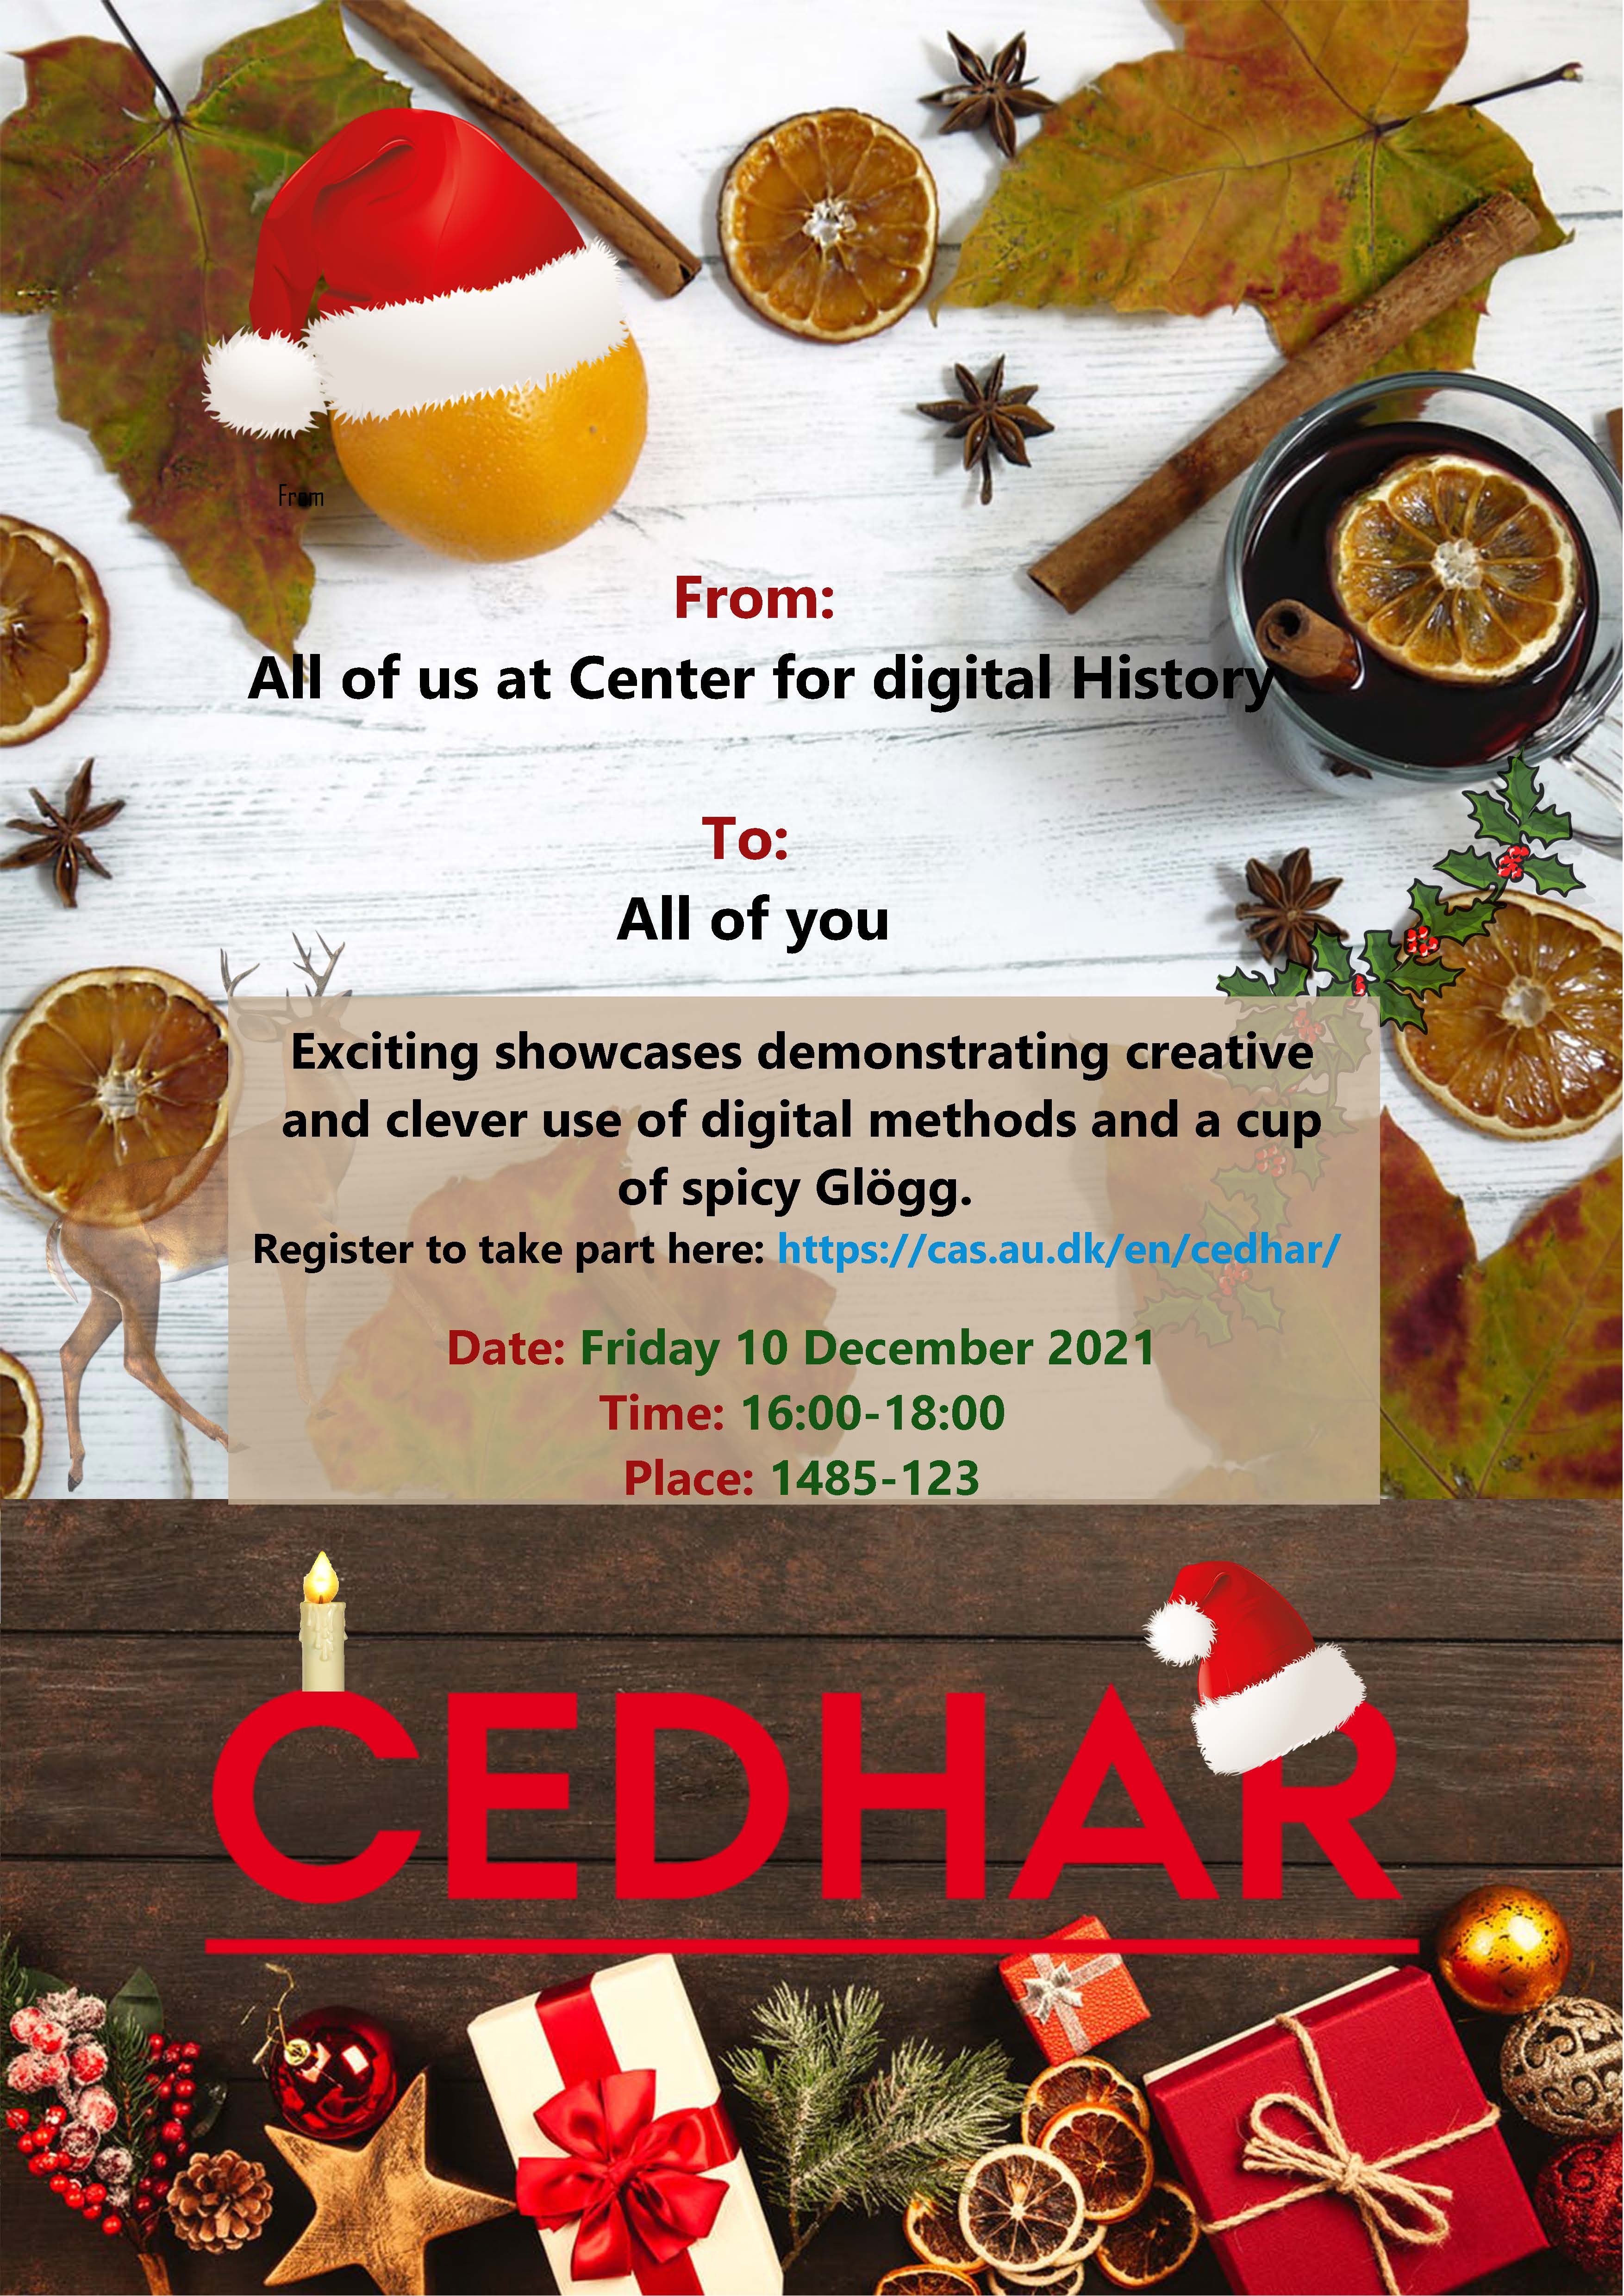 From
From:
All of us at Center for digital History
To:
All of you
Exciting showcases demonstrating creative
and clever use of digital methods and a cup
of spicy Glögg.
Register to take part here: https://cas.au.dk/en/cedhar/
Date: Friday 10 December 2021
Time: 16:00-18:00
Place: 1485-123
CEDHAR